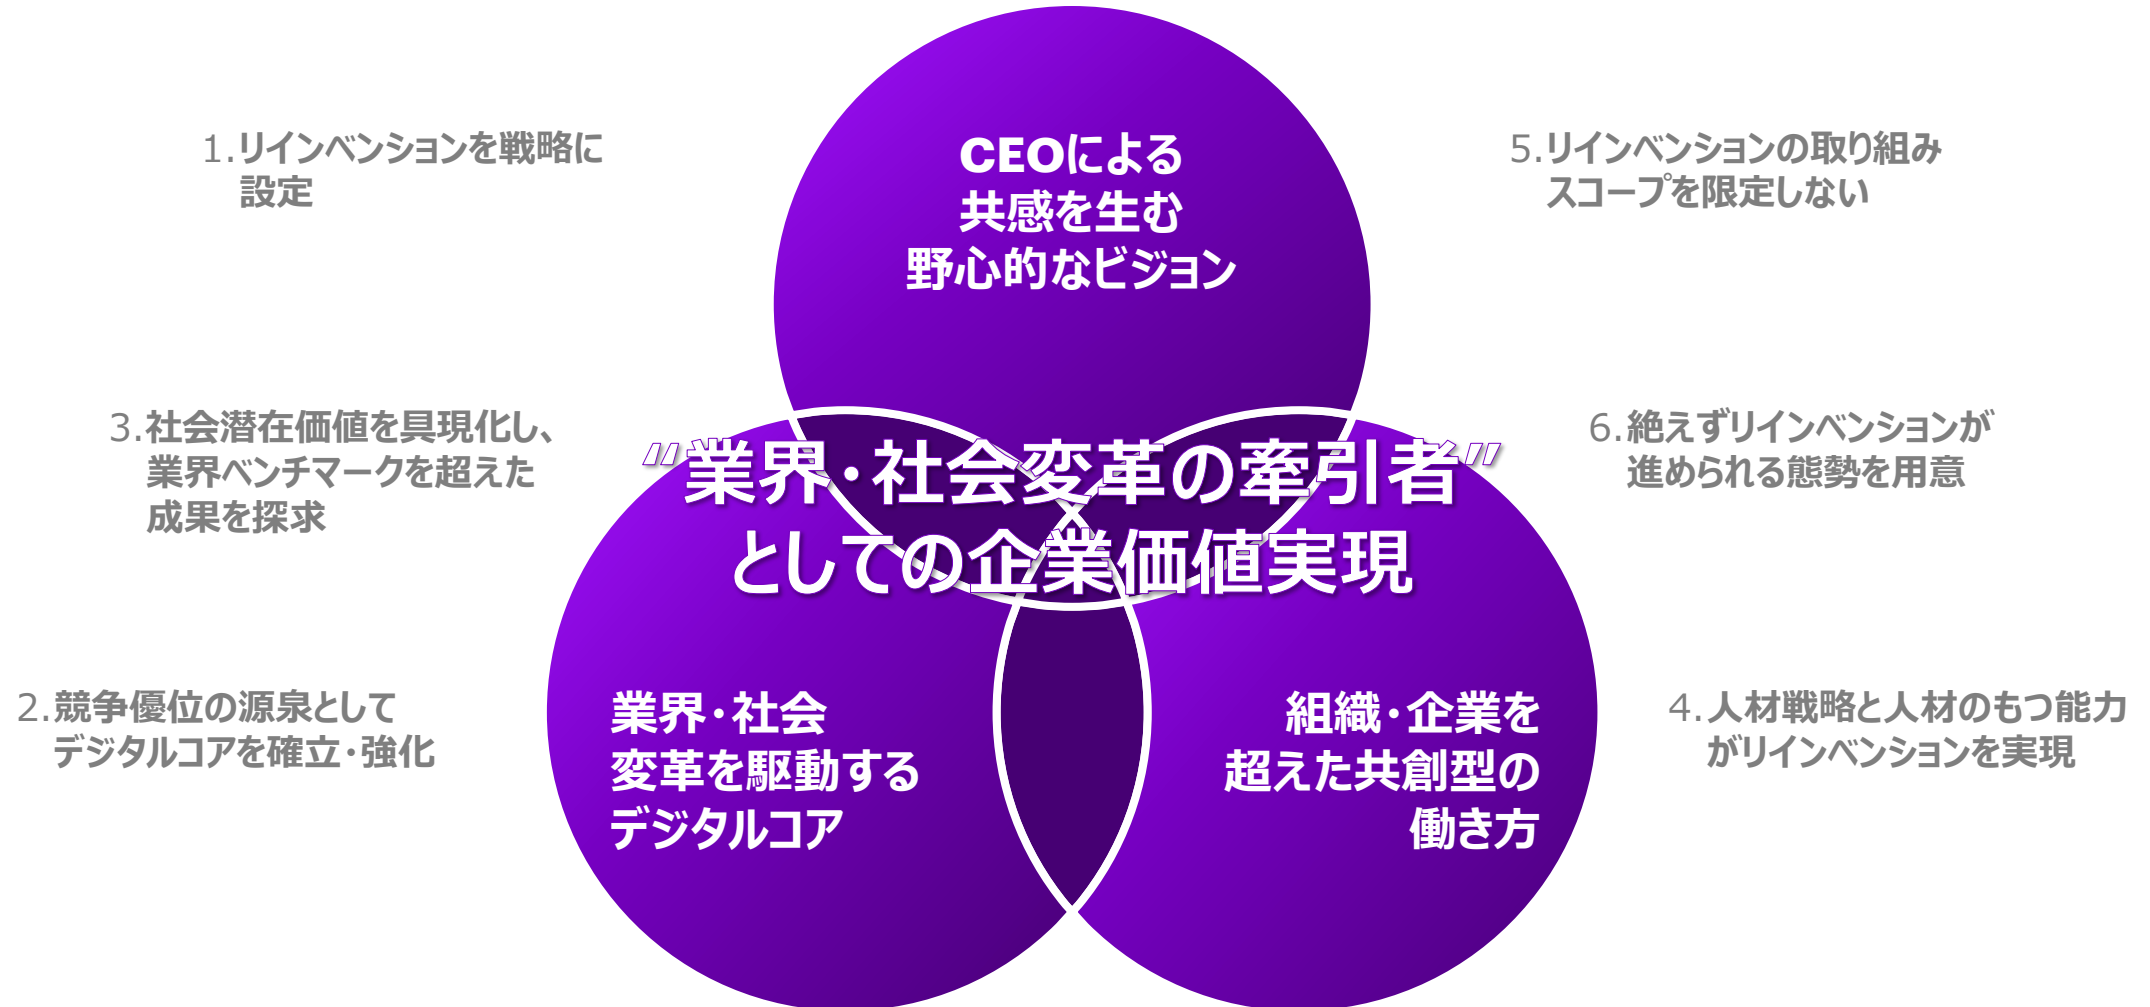 CEOによる
共感を生む
野心的なビジョン
1.リインベンションを戦略に
設定
3.社会潜在価値を具現化し、
業界ベンチマークを超えた
成果を探求
2.競争優位の源泉として
デジタルコアを確立・強化
"業界・社会変革の牽引者"
としての企業価値実現
業界・社会
変革を駆動する
デジタルコア
組織・企業を
超えた共創型の
働き方
5.リインベンションの取り組み
スコープを限定しない
6.絶えずリインベンションが
進められる態勢を用意
4.人材戦略と人材のもつ能力
がリインベンションを実現